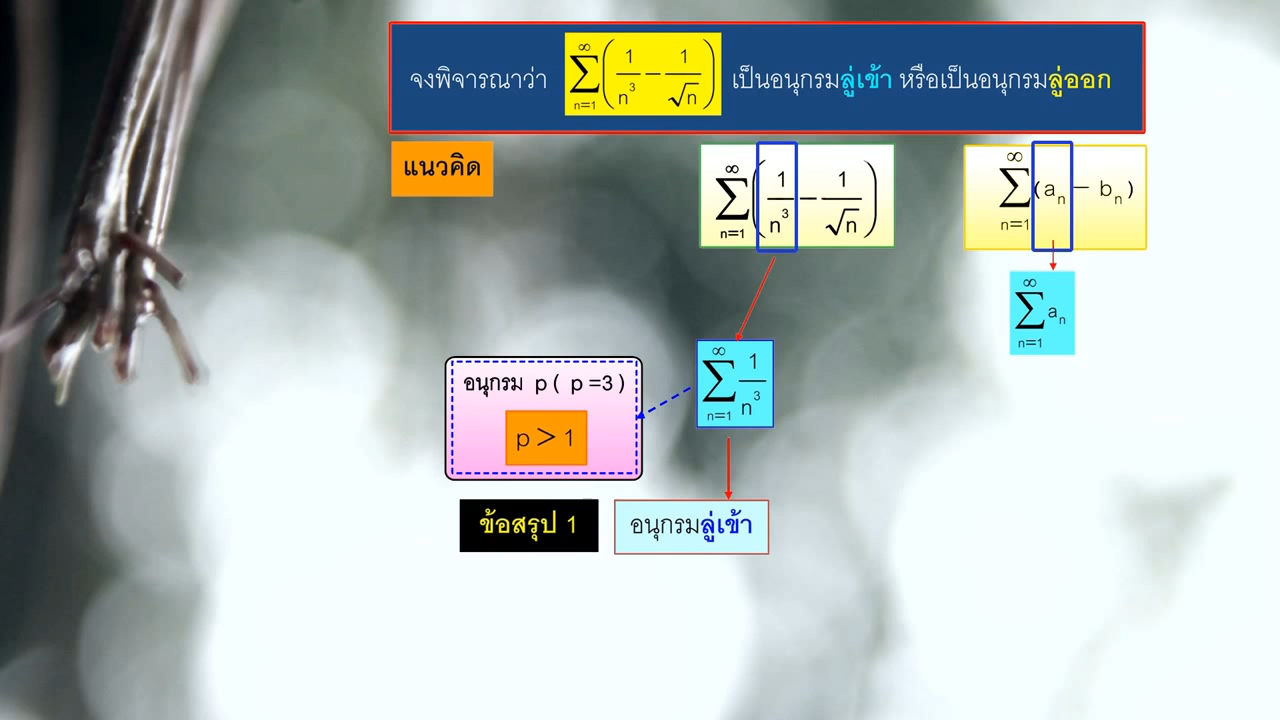 จงพิจารณาว่า ∞∑n=1 (1/n³ − 1/√n) เป็นอนุกรมลู่เข้า หรือเป็นอนุกรมลู่ออก
แนวคิด
∞∑n=1 (1/n³ − 1/√n)
∞∑n=1 (aₙ − bₙ)
∞∑n=1 aₙ
∞∑n=1 1/n³
อนุกรม p ( p =3 )
p > 1
ข้อสรุป 1
อนุกรมลู่เข้า